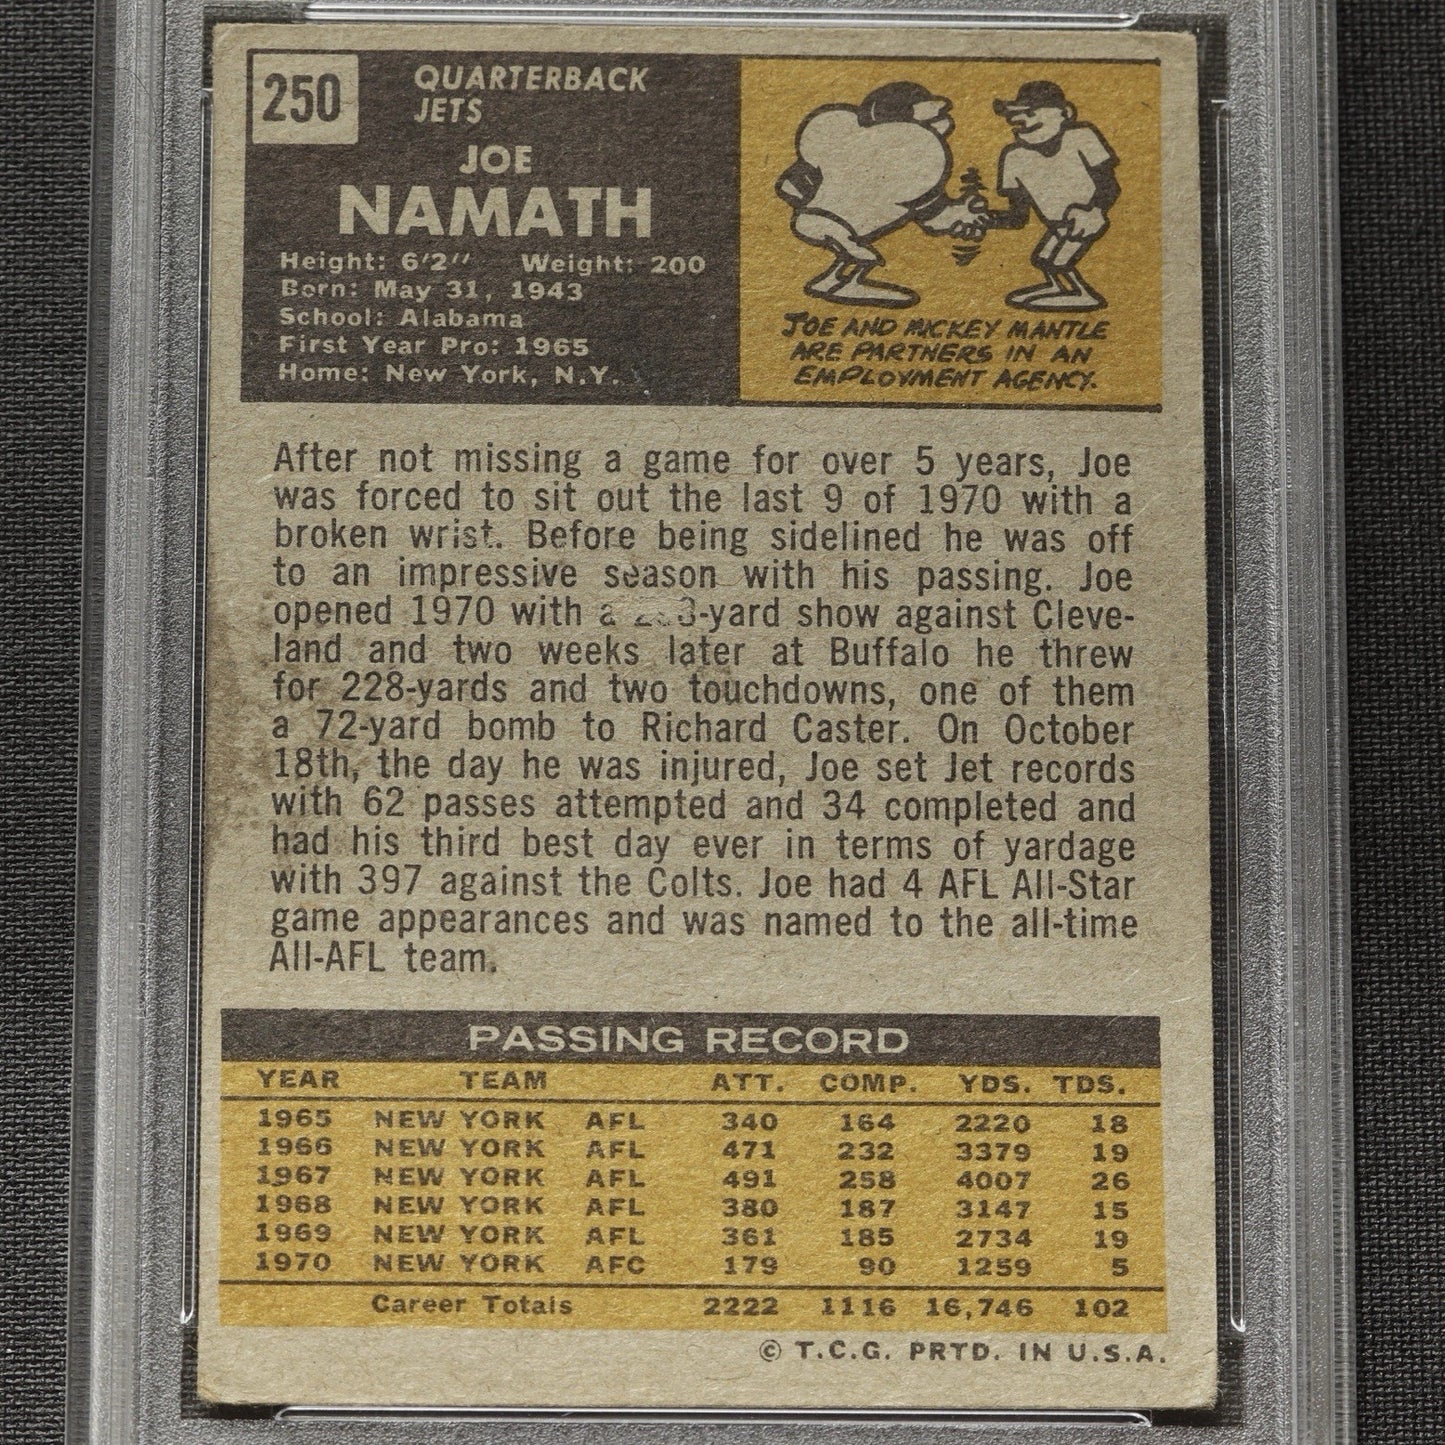 250
QUARTERBACK
JETS
JOE
NAMATH
Height: 6'2" Weight: 200
Born: May 31, 1943
School: Alabama
First Year Pro: 1965
Home: New York, N.Y.
JOE AND MICKEY MANTLE
ARE PARTNERS IN AN
EMPLOYMENT AGENCY.
After not missing a game for over 5 years, Joe
was forced to sit out the last 9 of 1970 with a
broken wrist. Before being sidelined he was off
to an impressive season with his passing. Joe
opened 1970 with a show against Cleve-
land and two weeks later at Buffalo he threw
for 228-yards and two touchdowns, one of them
a 72-yard bomb to Richard Caster. On October
18th, the day he was injured, Joe set Jet records
with 62 passes attempted and 34 completed and
had his third best day ever in terms of yardage
with 397 against the Colts. Joe had 4 AFL All-Star
game appearances and was named to the all-time
All-AFL team.
PASSING RECORD
YEAR TEAM ATT. COMP. YDS. TDS.
1965 NEW YORK AFL 340 164 2220 18
1966 NEW YORK AFL 471 232 3379 19
1967 NEW YORK AFL 491 258 4007 26
1968 NEW YORK AFL 380 187 3147 15
1969 NEW YORK AFL 361 185 2734 19
1970 NEW YORK AFC 179 90 1259 5
Career Totals 2222 1116 16,746 102
© T.C.G. PRTD. IN U.S.A.